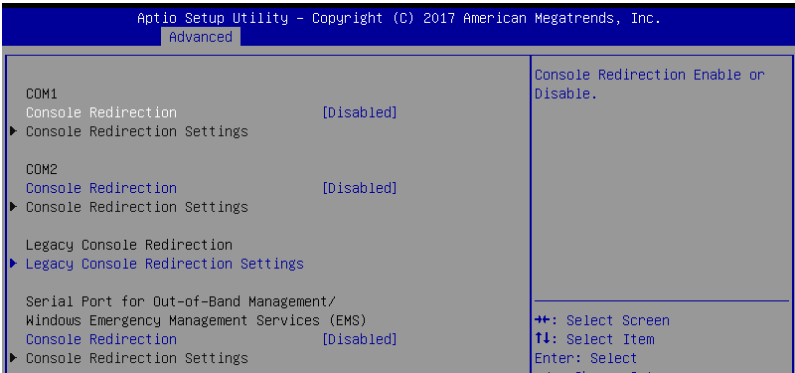 Aptio Setup Utility – Copyright (C) 2017 American Megatrends, Inc.
Advanced
COM1
Console Redirection [Disabled]
Console Redirection Settings
COM2
Console Redirection [Disabled]
Console Redirection Settings
Legacy Console Redirection
Legacy Console Redirection Settings
Serial Port for Out-of-Band Management/
Windows Emergency Management Services (EMS)
Console Redirection [Disabled]
Console Redirection Settings
Console Redirection Enable or
Disable.
→←: Select Screen
↑↓: Select Item
Enter: Select